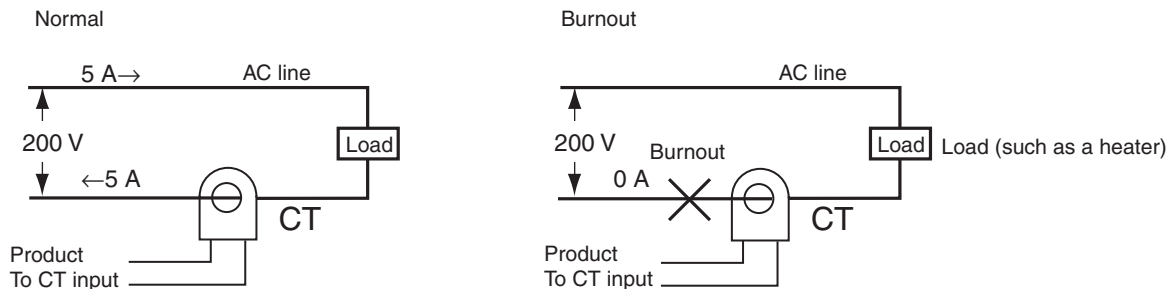 Normal
5 A→
AC line
200 V
Load
←5 A
CT
Product
To CT input
Burnout
AC line
200 V
Burnout
Load
Load (such as a heater)
0 A
CT
Product
To CT input